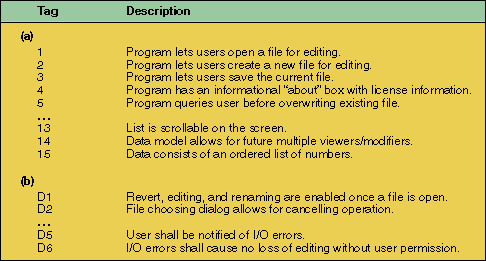 Tag Description
(a)
1 Program lets users open a file for editing.
2 Program lets users create a new file for editing.
3 Program lets users save the current file.
4 Program has an informational “about” box with license information.
5 Program queries user before overwriting existing file.
...
13 List is scrollable on the screen.
14 Data model allows for future multiple viewers/modifiers.
15 Data consists of an ordered list of numbers.
(b)
D1 Revert, editing, and renaming are enabled once a file is open.
D2 File choosing dialog allows for cancelling operation.
...
D5 User shall be notified of I/O errors.
D6 I/O errors shall cause no loss of editing without user permission.